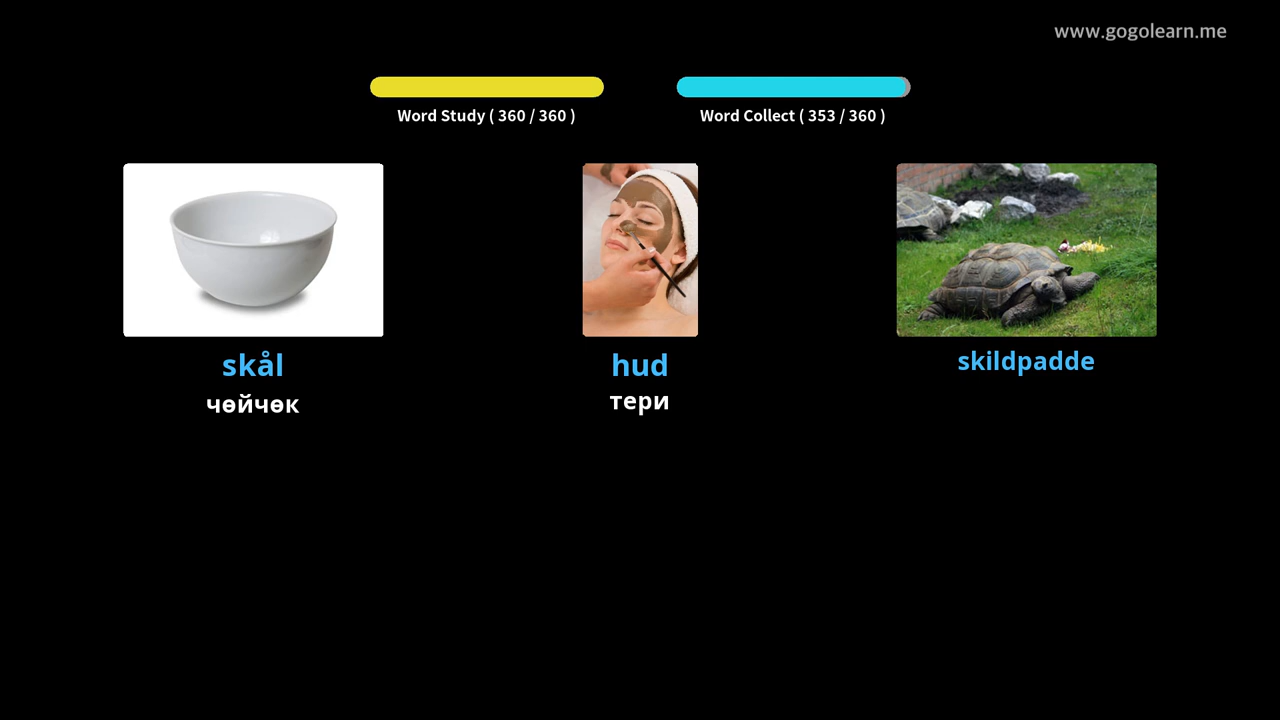 www.gogolearn.me
Word Study ( 360 / 360 )
Word Collect ( 353 / 360 )
skål
чөйчөк
hud
тери
skildpadde